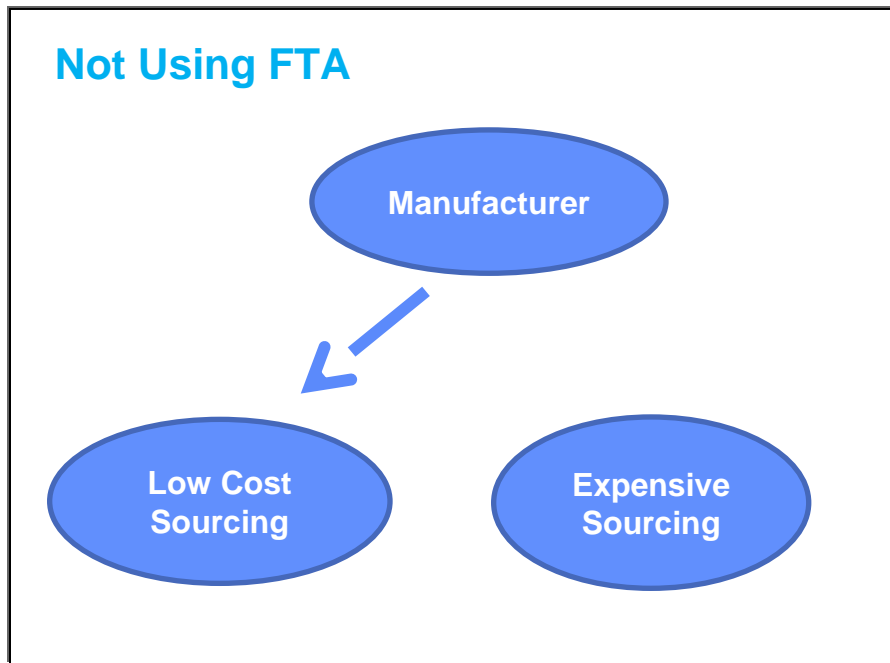 Not Using FTA
Manufacturer
Low Cost
Sourcing
Expensive
Sourcing